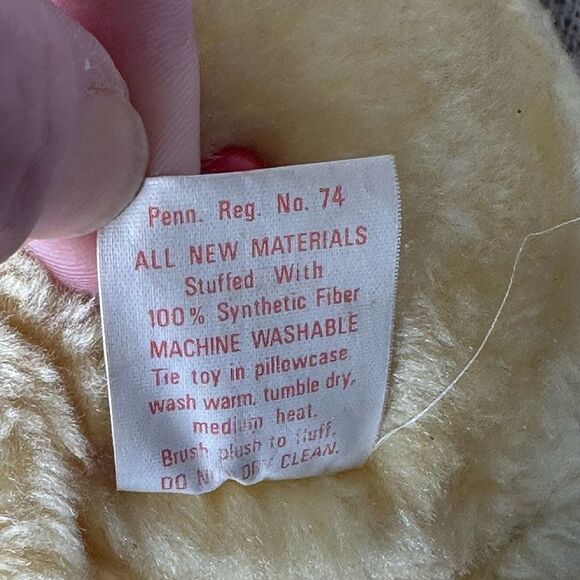 Penn. Reg. No. 74
ALL NEW MATERIALS
Stuffed With
100% Synthetic Fiber
MACHINE WASHABLE
Tie toy in pillowcase
wash warm, tumble dry,
medium heat.
Brush plush to fluff.
DO NOT DRY CLEAN.